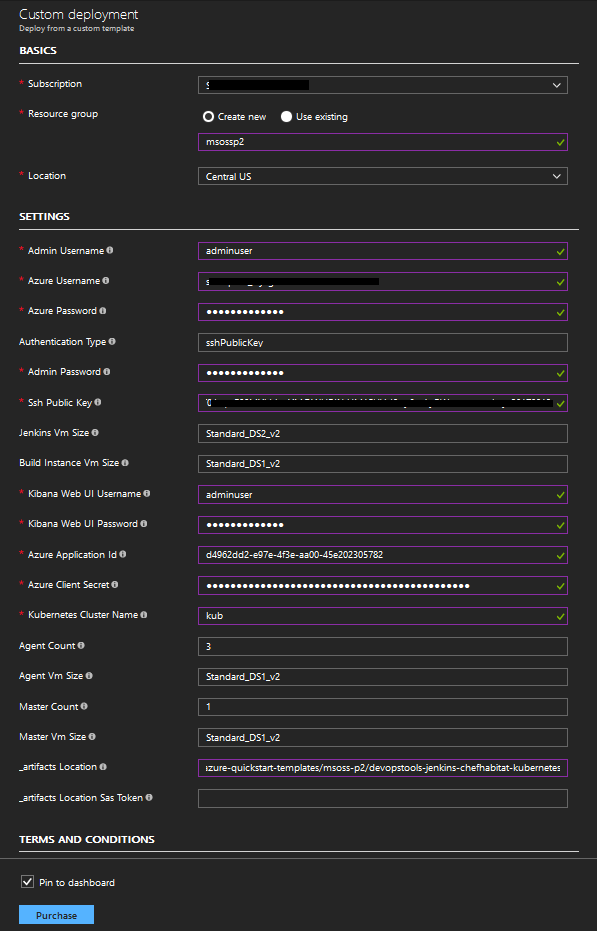 Custom deployment
Deploy from a custom template
BASICS
* Subscription
* Resource group
Create new Use existing
msossp2
* Location Central US
SETTINGS
* Admin Username adminuser
* Azure Username
* Azure Password •••••••••••••
Authentication Type sshPublicKey
* Admin Password •••••••••••••
* Ssh Public Key
Jenkins Vm Size Standard_DS2_v2
Build Instance Vm Size Standard_DS1_v2
* Kibana Web UI Username adminuser
* Kibana Web UI Password •••••••••••••
* Azure Application Id d4962dd2-e97e-4f3e-aa00-45e202305782
* Azure Client Secret ••••••••••••••••••••••••••••••••••••••••••••
* Kubernetes Cluster Name kub
Agent Count 3
Agent Vm Size Standard_DS1_v2
Master Count 1
Master Vm Size Standard_DS1_v2
_artifacts Location azure-quickstart-templates/msoss-p2/devopstools-jenkins-chefhabitat-kubernetes
_artifacts Location Sas Token
TERMS AND CONDITIONS
Pin to dashboard
Purchase